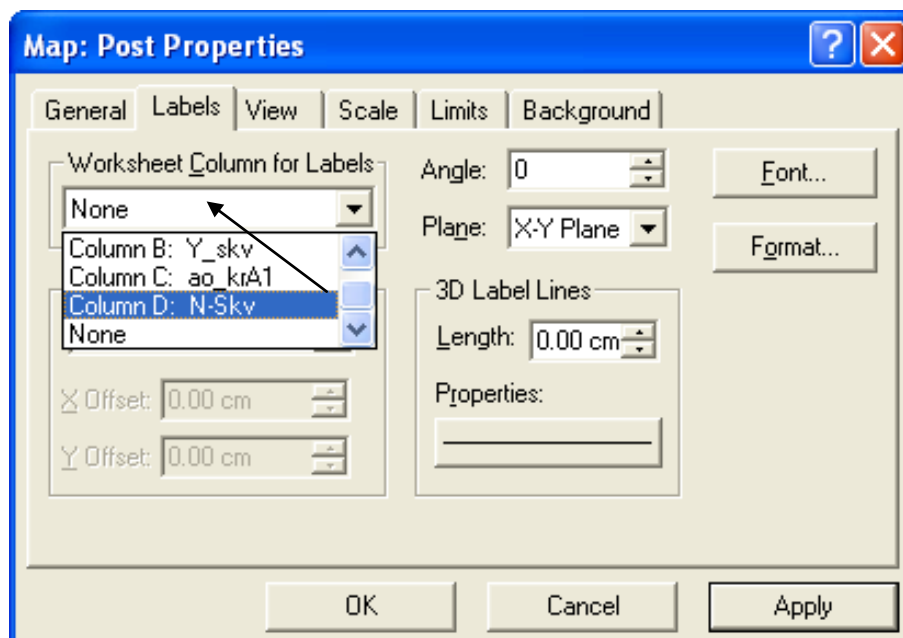 Map: Post Properties
General Labels View Scale Limits Background
Worksheet Column for Labels
None
Column B: Y_skv
Column C: ao_krA1
Column D: N-Skv
None
X Offset: 0.00 cm
Y Offset: 0.00 cm
Angle: 0
Plane: X-Y Plane
3D Label Lines
Length: 0.00 cm
Properties:
Font...
Format...
OK Cancel Apply